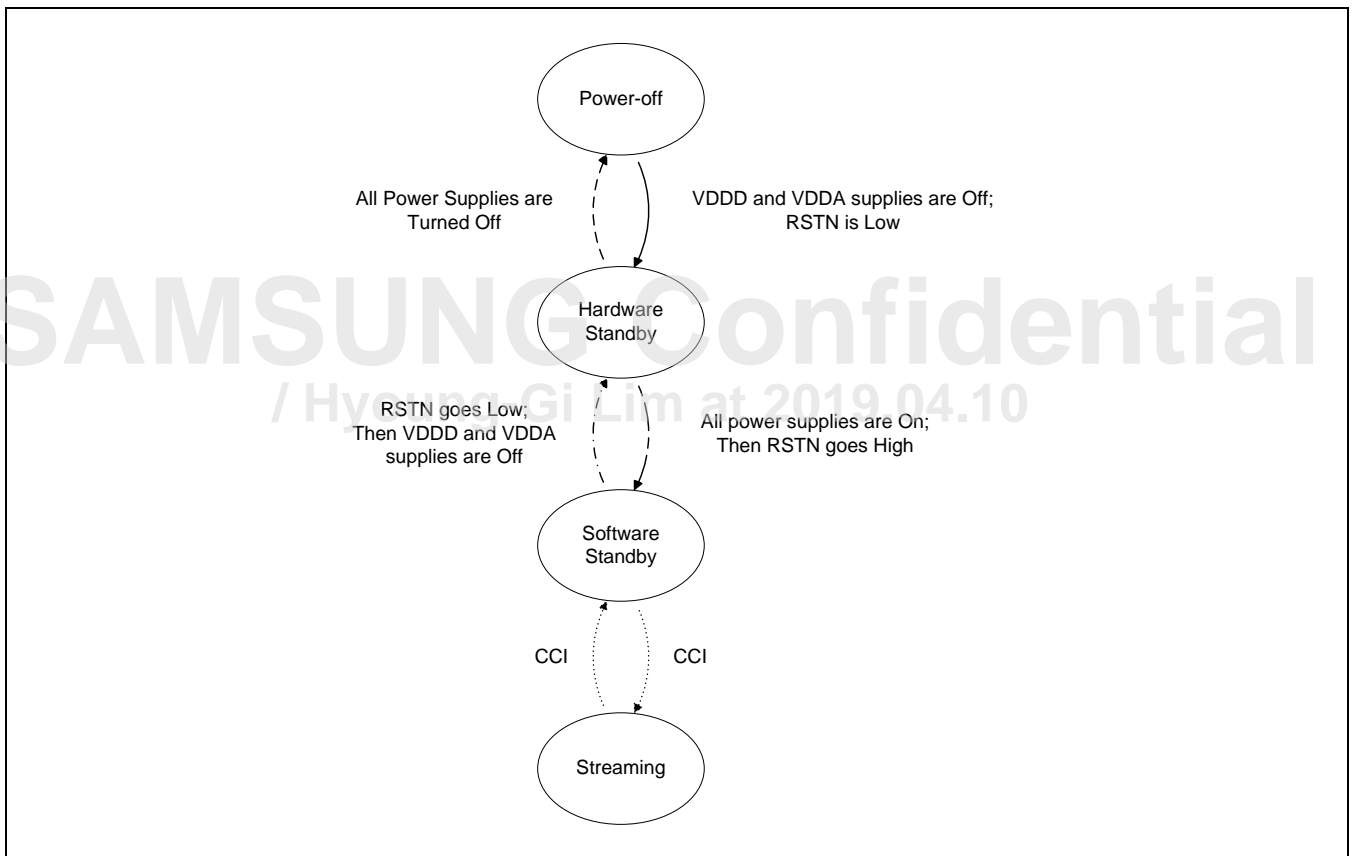 Power-off
All Power Supplies are
Turned Off
VDDD and VDDA supplies are Off;
RSTN is Low
SAMSUNG Confidential
Hardware
Standby
/ Hyoung-Gi Lim at 2019.04.10
RSTN goes Low;
Then VDDD and VDDA
supplies are Off
All power supplies are On;
Then RSTN goes High
Software
Standby
CCI
CCI
Streaming